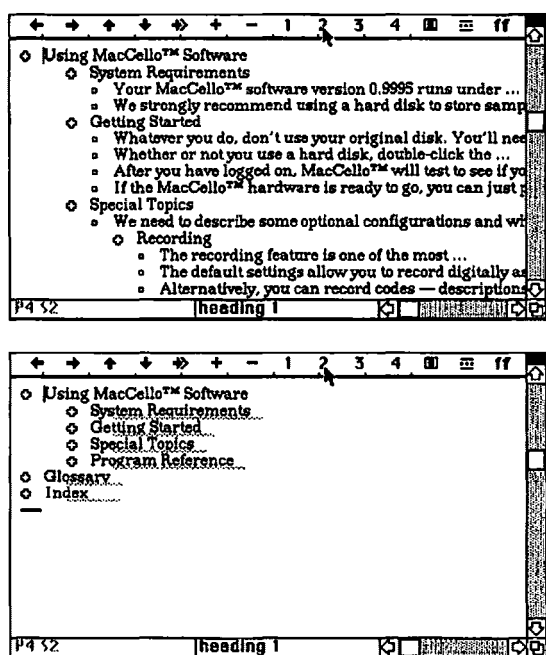 1 2 3 4 ff
Using MacCello™ Software
System Requirements
Your MacCello™ software version 0.9995 runs under ...
We strongly recommend using a hard disk to store samp
Getting Started
Whatever you do, don't use your original disk. You'll nee
Whether or not you use a hard disk, double-click the ...
After you have logged on, MacCello™ will test to see if yo
If the MacCello™ hardware is ready to go, you can just p
Special Topics
We need to describe some optional configurations and wh
Recording
The recording feature is one of the most ...
The default settings allow you to record digitally as
Alternatively, you can record codes — descriptions
P4 S2 heading 1
1 2 3 4 ff
Using MacCello™ Software
System Requirements
Getting Started
Special Topics
Program Reference
Glossary
Index
P4 S2 heading 1